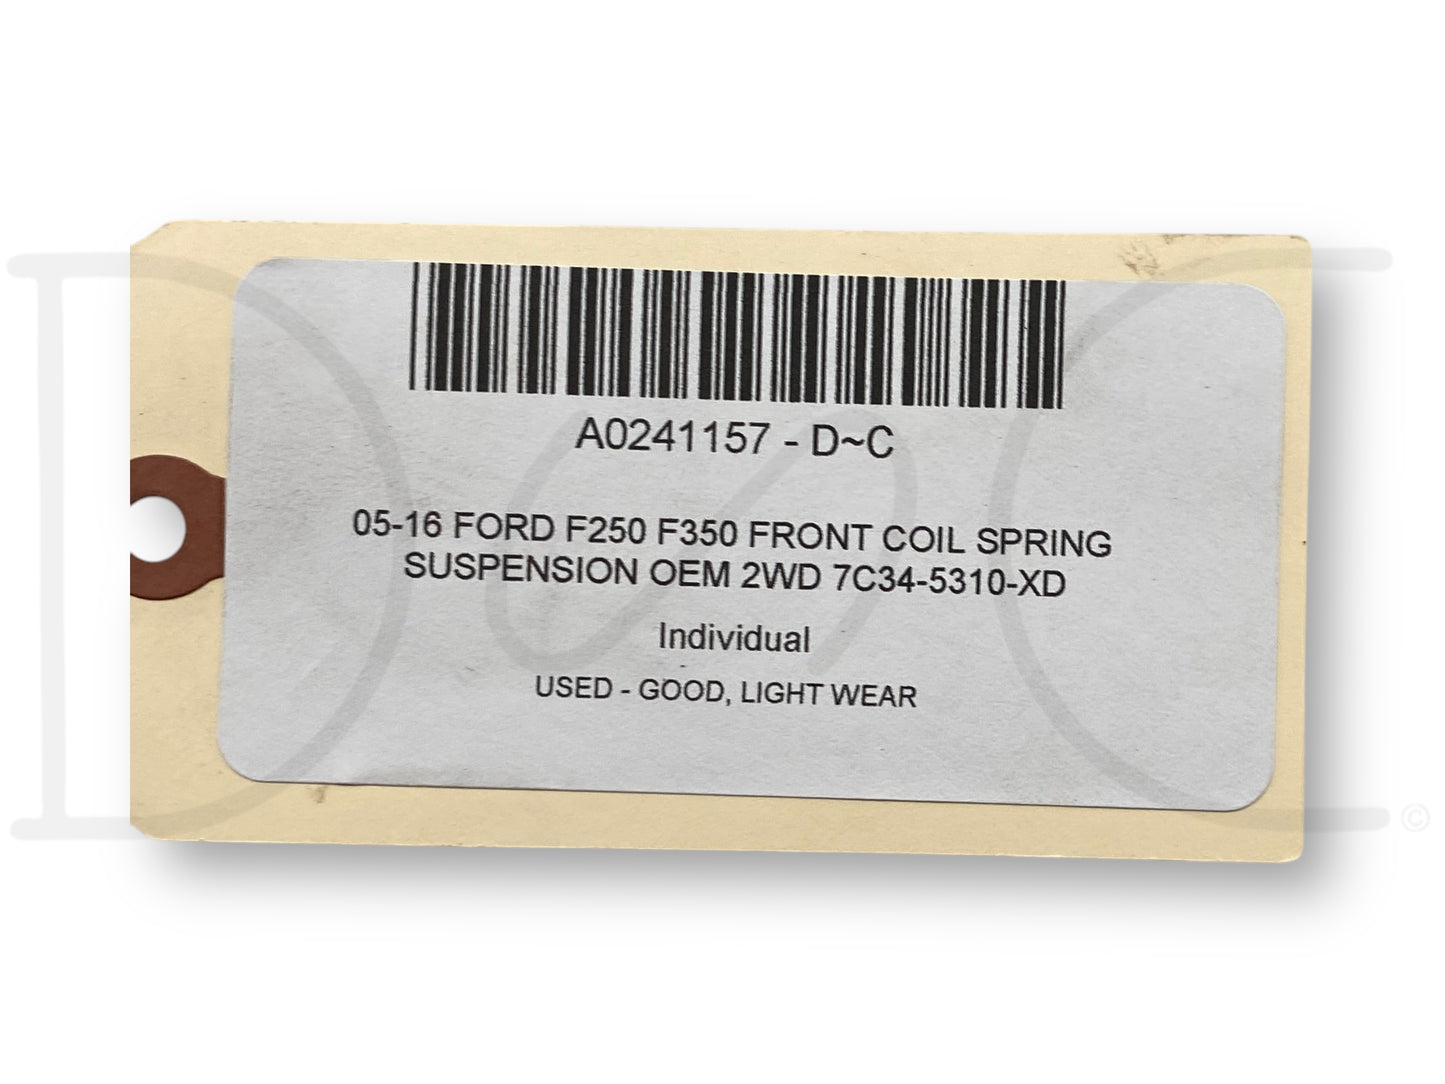 A0241157 - D~C
05-16 FORD F250 F350 FRONT COIL SPRING
SUSPENSION OEM 2WD 7C34-5310-XD
Individual
USED - GOOD, LIGHT WEAR
©